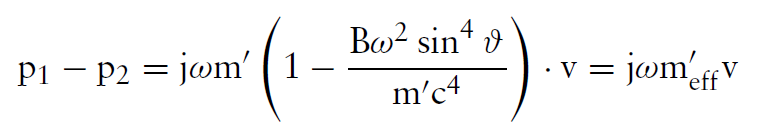 p₁ − p₂ = jωm′ (1 − Bω² sin⁴ ϑ / m′c⁴) · v = jωm′_eff v